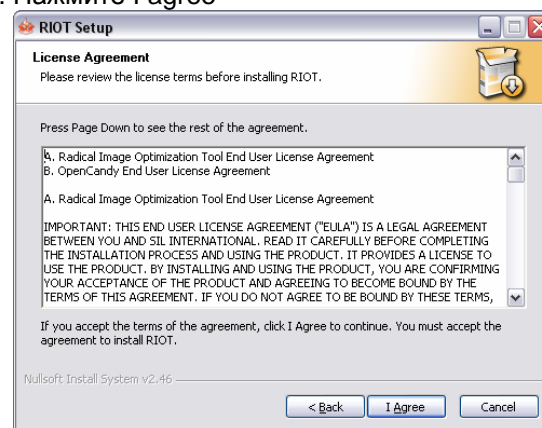 . Нажмите I agree
RIOT Setup
License Agreement
Please review the license terms before installing RIOT.
Press Page Down to see the rest of the agreement.
A. Radical Image Optimization Tool End User License Agreement
B. OpenCandy End User License Agreement
A. Radical Image Optimization Tool End User License Agreement
IMPORTANT: THIS END USER LICENSE AGREEMENT ("EULA") IS A LEGAL AGREEMENT
BETWEEN YOU AND SIL INTERNATIONAL. READ IT CAREFULLY BEFORE COMPLETING
THE INSTALLATION PROCESS AND USING THE PRODUCT. IT PROVIDES A LICENSE TO
USE THE PRODUCT. BY INSTALLING AND USING THE PRODUCT, YOU ARE CONFIRMING
YOUR ACCEPTANCE OF THE PRODUCT AND AGREEING TO BECOME BOUND BY THE
TERMS OF THIS AGREEMENT. IF YOU DO NOT AGREE TO BE BOUND BY THESE TERMS,
If you accept the terms of the agreement, click I Agree to continue. You must accept the
agreement to install RIOT.
Nullsoft Install System v2.46
< Back I Agree Cancel